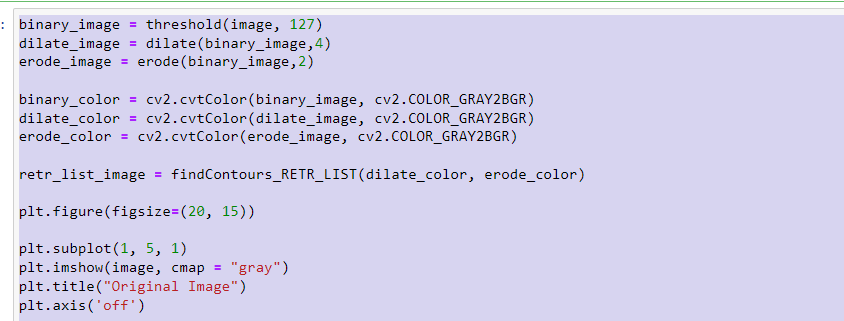 :
binary_image = threshold(image, 127)
dilate_image = dilate(binary_image,4)
erode_image = erode(binary_image,2)
binary_color = cv2.cvtColor(binary_image, cv2.COLOR_GRAY2BGR)
dilate_color = cv2.cvtColor(dilate_image, cv2.COLOR_GRAY2BGR)
erode_color = cv2.cvtColor(erode_image, cv2.COLOR_GRAY2BGR)
retr_list_image = findContours_RETR_LIST(dilate_color, erode_color)
plt.figure(figsize=(20, 15))
plt.subplot(1, 5, 1)
plt.imshow(image, cmap = "gray")
plt.title("Original Image")
plt.axis('off')